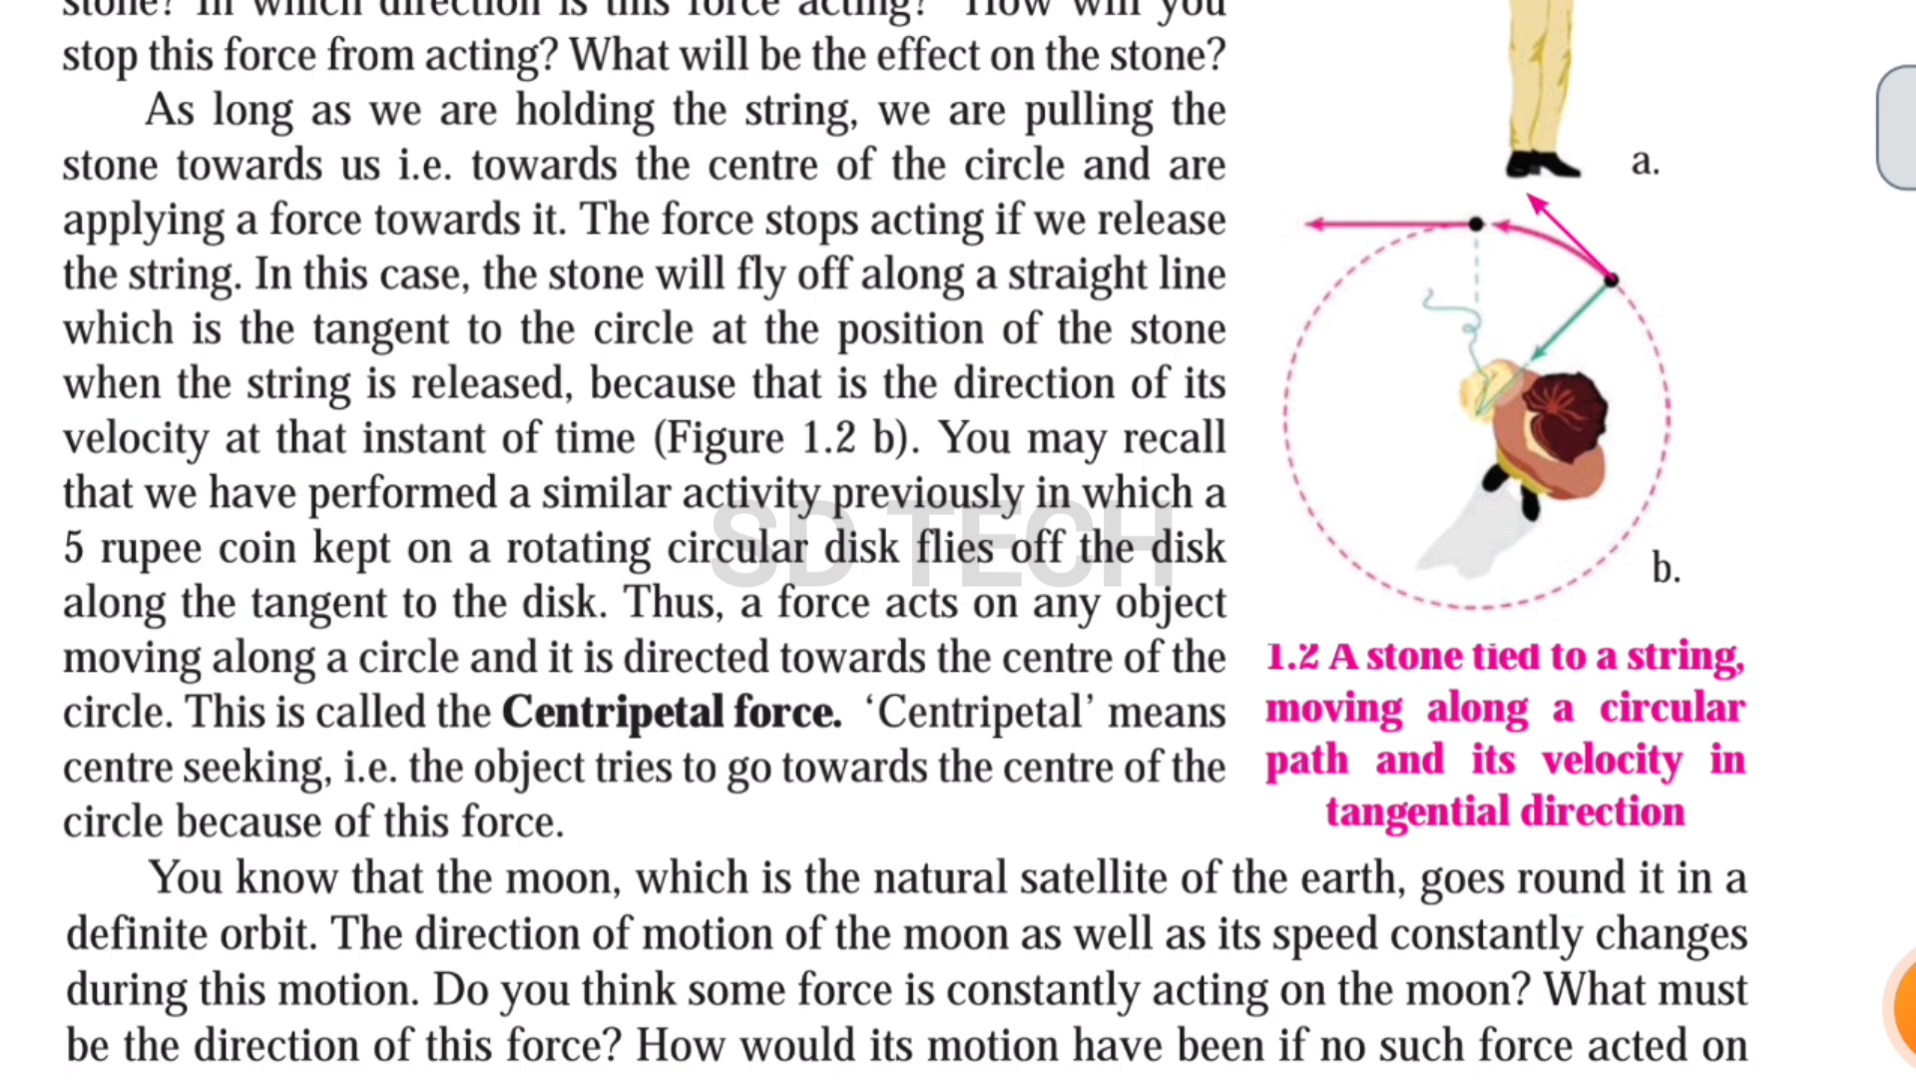 stone? In which direction is this force acting? How will you
stop this force from acting? What will be the effect on the stone?
As long as we are holding the string, we are pulling the
stone towards us i.e. towards the centre of the circle and are
applying a force towards it. The force stops acting if we release
the string. In this case, the stone will fly off along a straight line
which is the tangent to the circle at the position of the stone
when the string is released, because that is the direction of its
velocity at that instant of time (Figure 1.2 b). You may recall
that we have performed a similar activity previously in which a
5 rupee coin kept on a rotating circular disk flies off the disk
along the tangent to the disk. Thus, a force acts on any object
moving along a circle and it is directed towards the centre of the
circle. This is called the Centripetal force. ‘Centripetal’ means
centre seeking, i.e. the object tries to go towards the centre of the
circle because of this force.
SD TECH
a.
b.
1.2 A stone tied to a string,
moving along a circular
path and its velocity in
tangential direction
You know that the moon, which is the natural satellite of the earth, goes round it in a
definite orbit. The direction of motion of the moon as well as its speed constantly changes
during this motion. Do you think some force is constantly acting on the moon? What must
be the direction of this force? How would its motion have been if no such force acted on